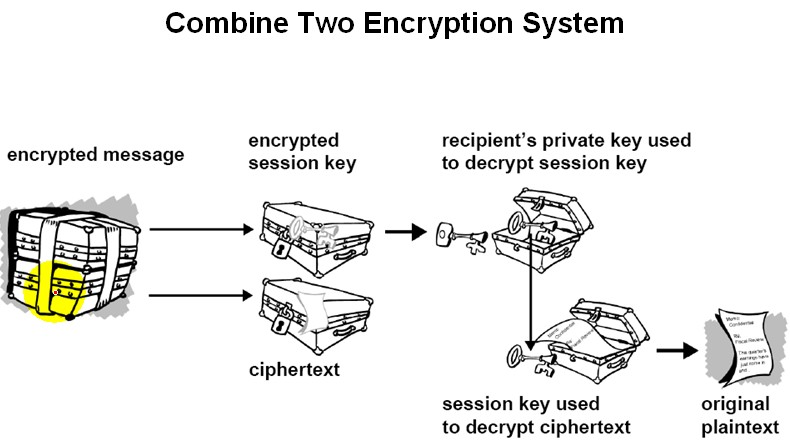 Combine Two Encryption System
encrypted message
encrypted
session key
recipient's private key used
to decrypt session key
ciphertext
session key used
to decrypt ciphertext
original
plaintext